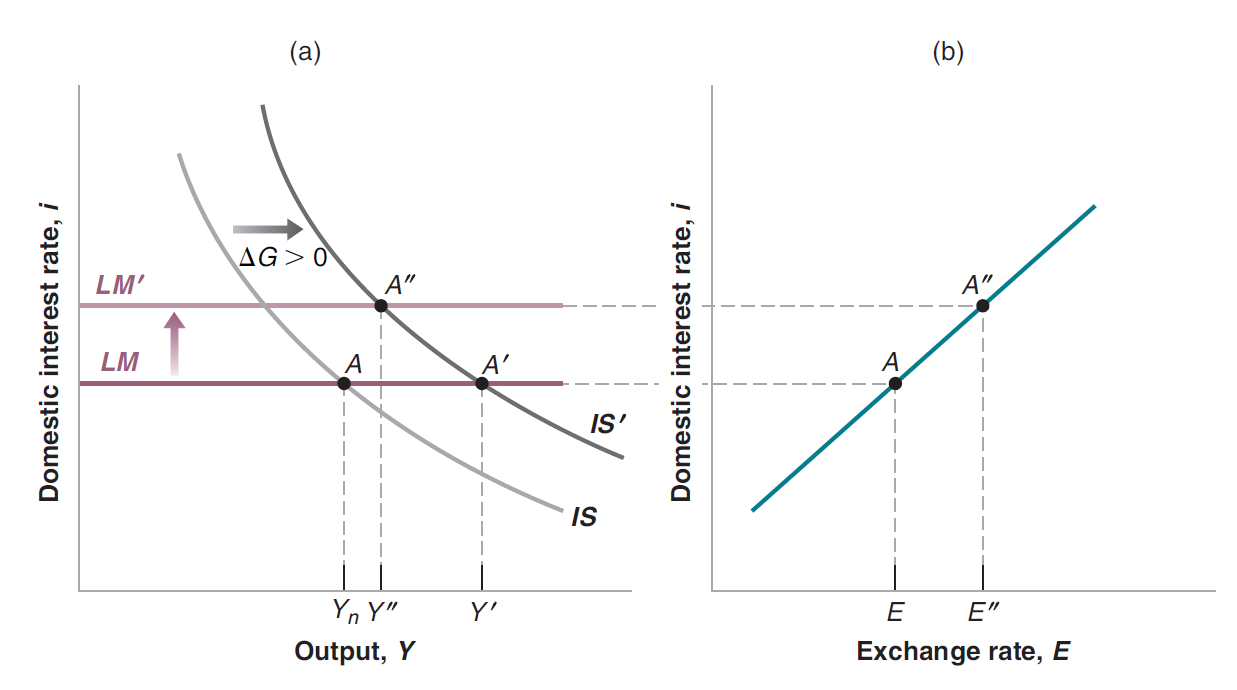 (a)
Domestic interest rate, i
ΔG > 0
LM′
A″
LM
A
A′
IS′
IS
Yn Y″ Y′
Output, Y
(b)
Domestic interest rate, i
A″
A
E E″
Exchange rate, E